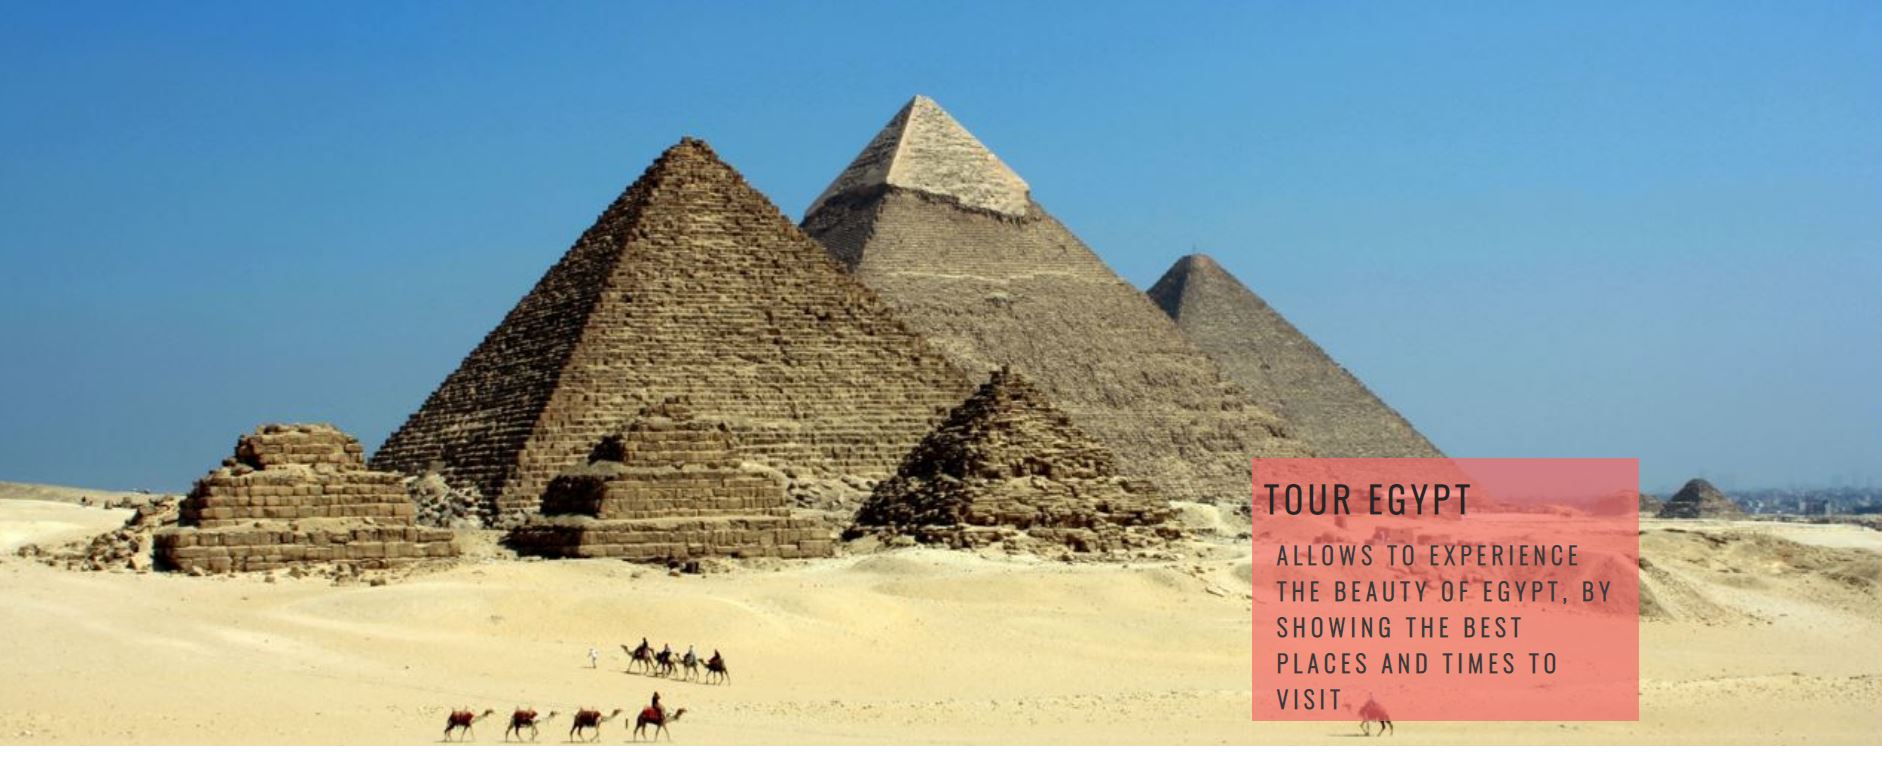 TOUR EGYPT
ALLOWS TO EXPERIENCE
THE BEAUTY OF EGYPT, BY
SHOWING THE BEST
PLACES AND TIMES TO
VISIT